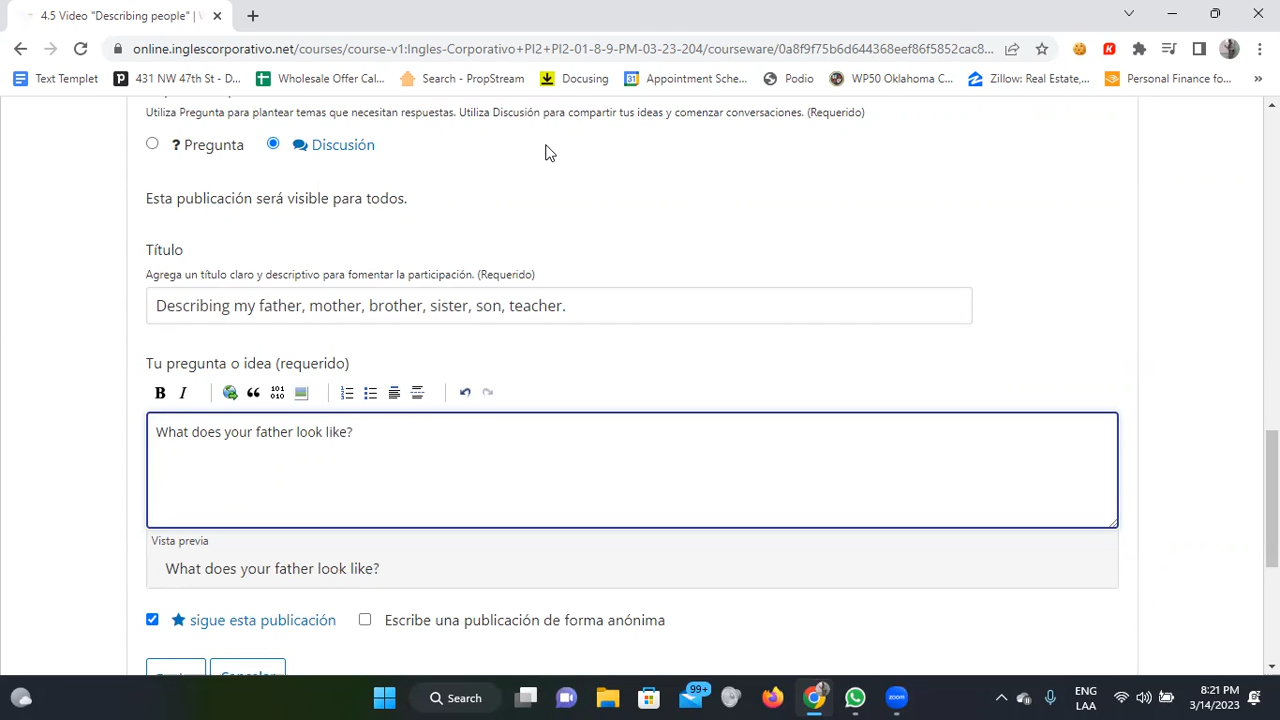 4.5 Video "Describing people" |
online.inglescorporativo.net/courses/course-v1:Ingles-Corporativo+PI2+PI2-01-8-9-PM-03-23-204/courseware/0a8f9f75b6d644368eef86f5852cac8...
Text Templet 431 NW 47th St - D... Wholesale Offer Cal... Search - PropStream Docusing Appointment Sche... Podio WP50 Oklahoma C... Zillow: Real Estate,... Personal Finance fo... »
Utiliza Pregunta para plantear temas que necesitan respuestas. Utiliza Discusión para compartir tus ideas y comenzar conversaciones. (Requerido)
? Pregunta Discusión
Esta publicación será visible para todos.
Título
Agrega un título claro y descriptivo para fomentar la participación. (Requerido)
Describing my father, mother, brother, sister, son, teacher.
Tu pregunta o idea (requerido)
B I
What does your father look like?
Vista previa
What does your father look like?
sigue esta publicación Escribe una publicación de forma anónima
Cancelar
Search 99+ zoom ENG LAA 8:21 PM 3/14/2023